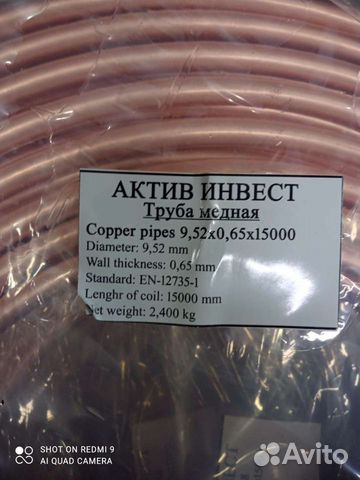 АКТИВ ИНВЕСТ
Труба медная
Copper pipes 9,52x0,65x15000
Diameter: 9,52 mm
Wall thickness: 0,65 mm
Standard: EN-12735-1
Lenghr of coil: 15000 mm
Net weight: 2,400 kg
SHOT ON REDMI 9
AI QUAD CAMERA
Avito